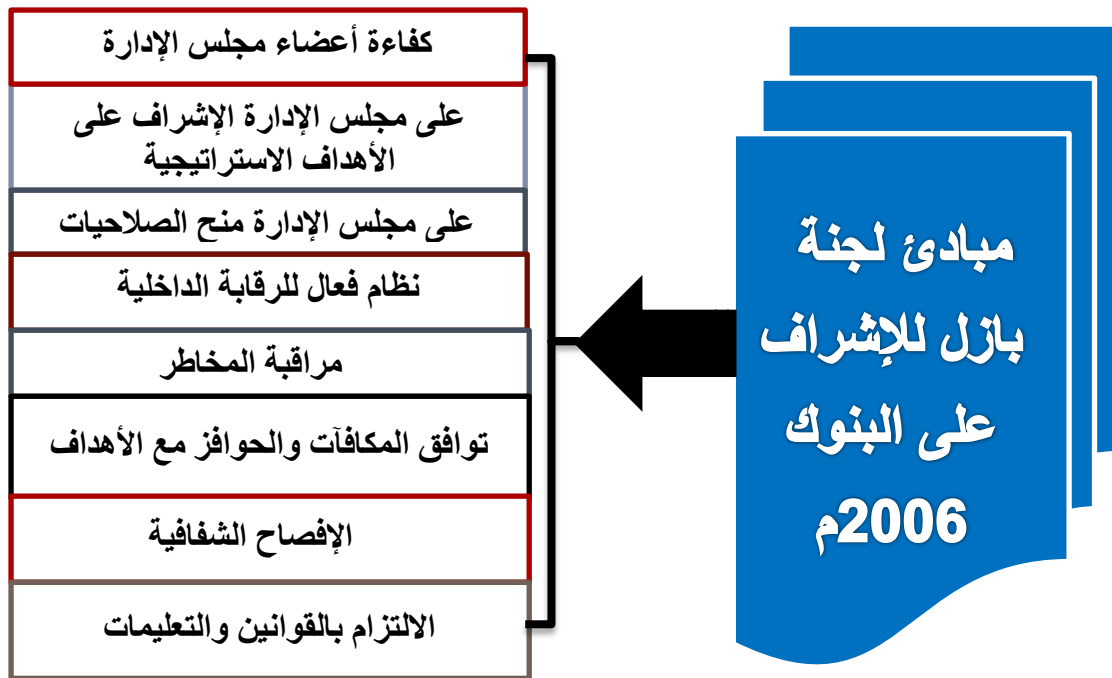 مبادئ لجنة
بازل للإشراف
على البنوك
2006م
كفاءة أعضاء مجلس الإدارة
على مجلس الإدارة الإشراف على
الأهداف الاستراتيجية
على مجلس الإدارة منح الصلاحيات
نظام فعال للرقابة الداخلية
مراقبة المخاطر
توافق المكافآت والحوافز مع الأهداف
الإفصاح الشفافية
الالتزام بالقوانين والتعليمات